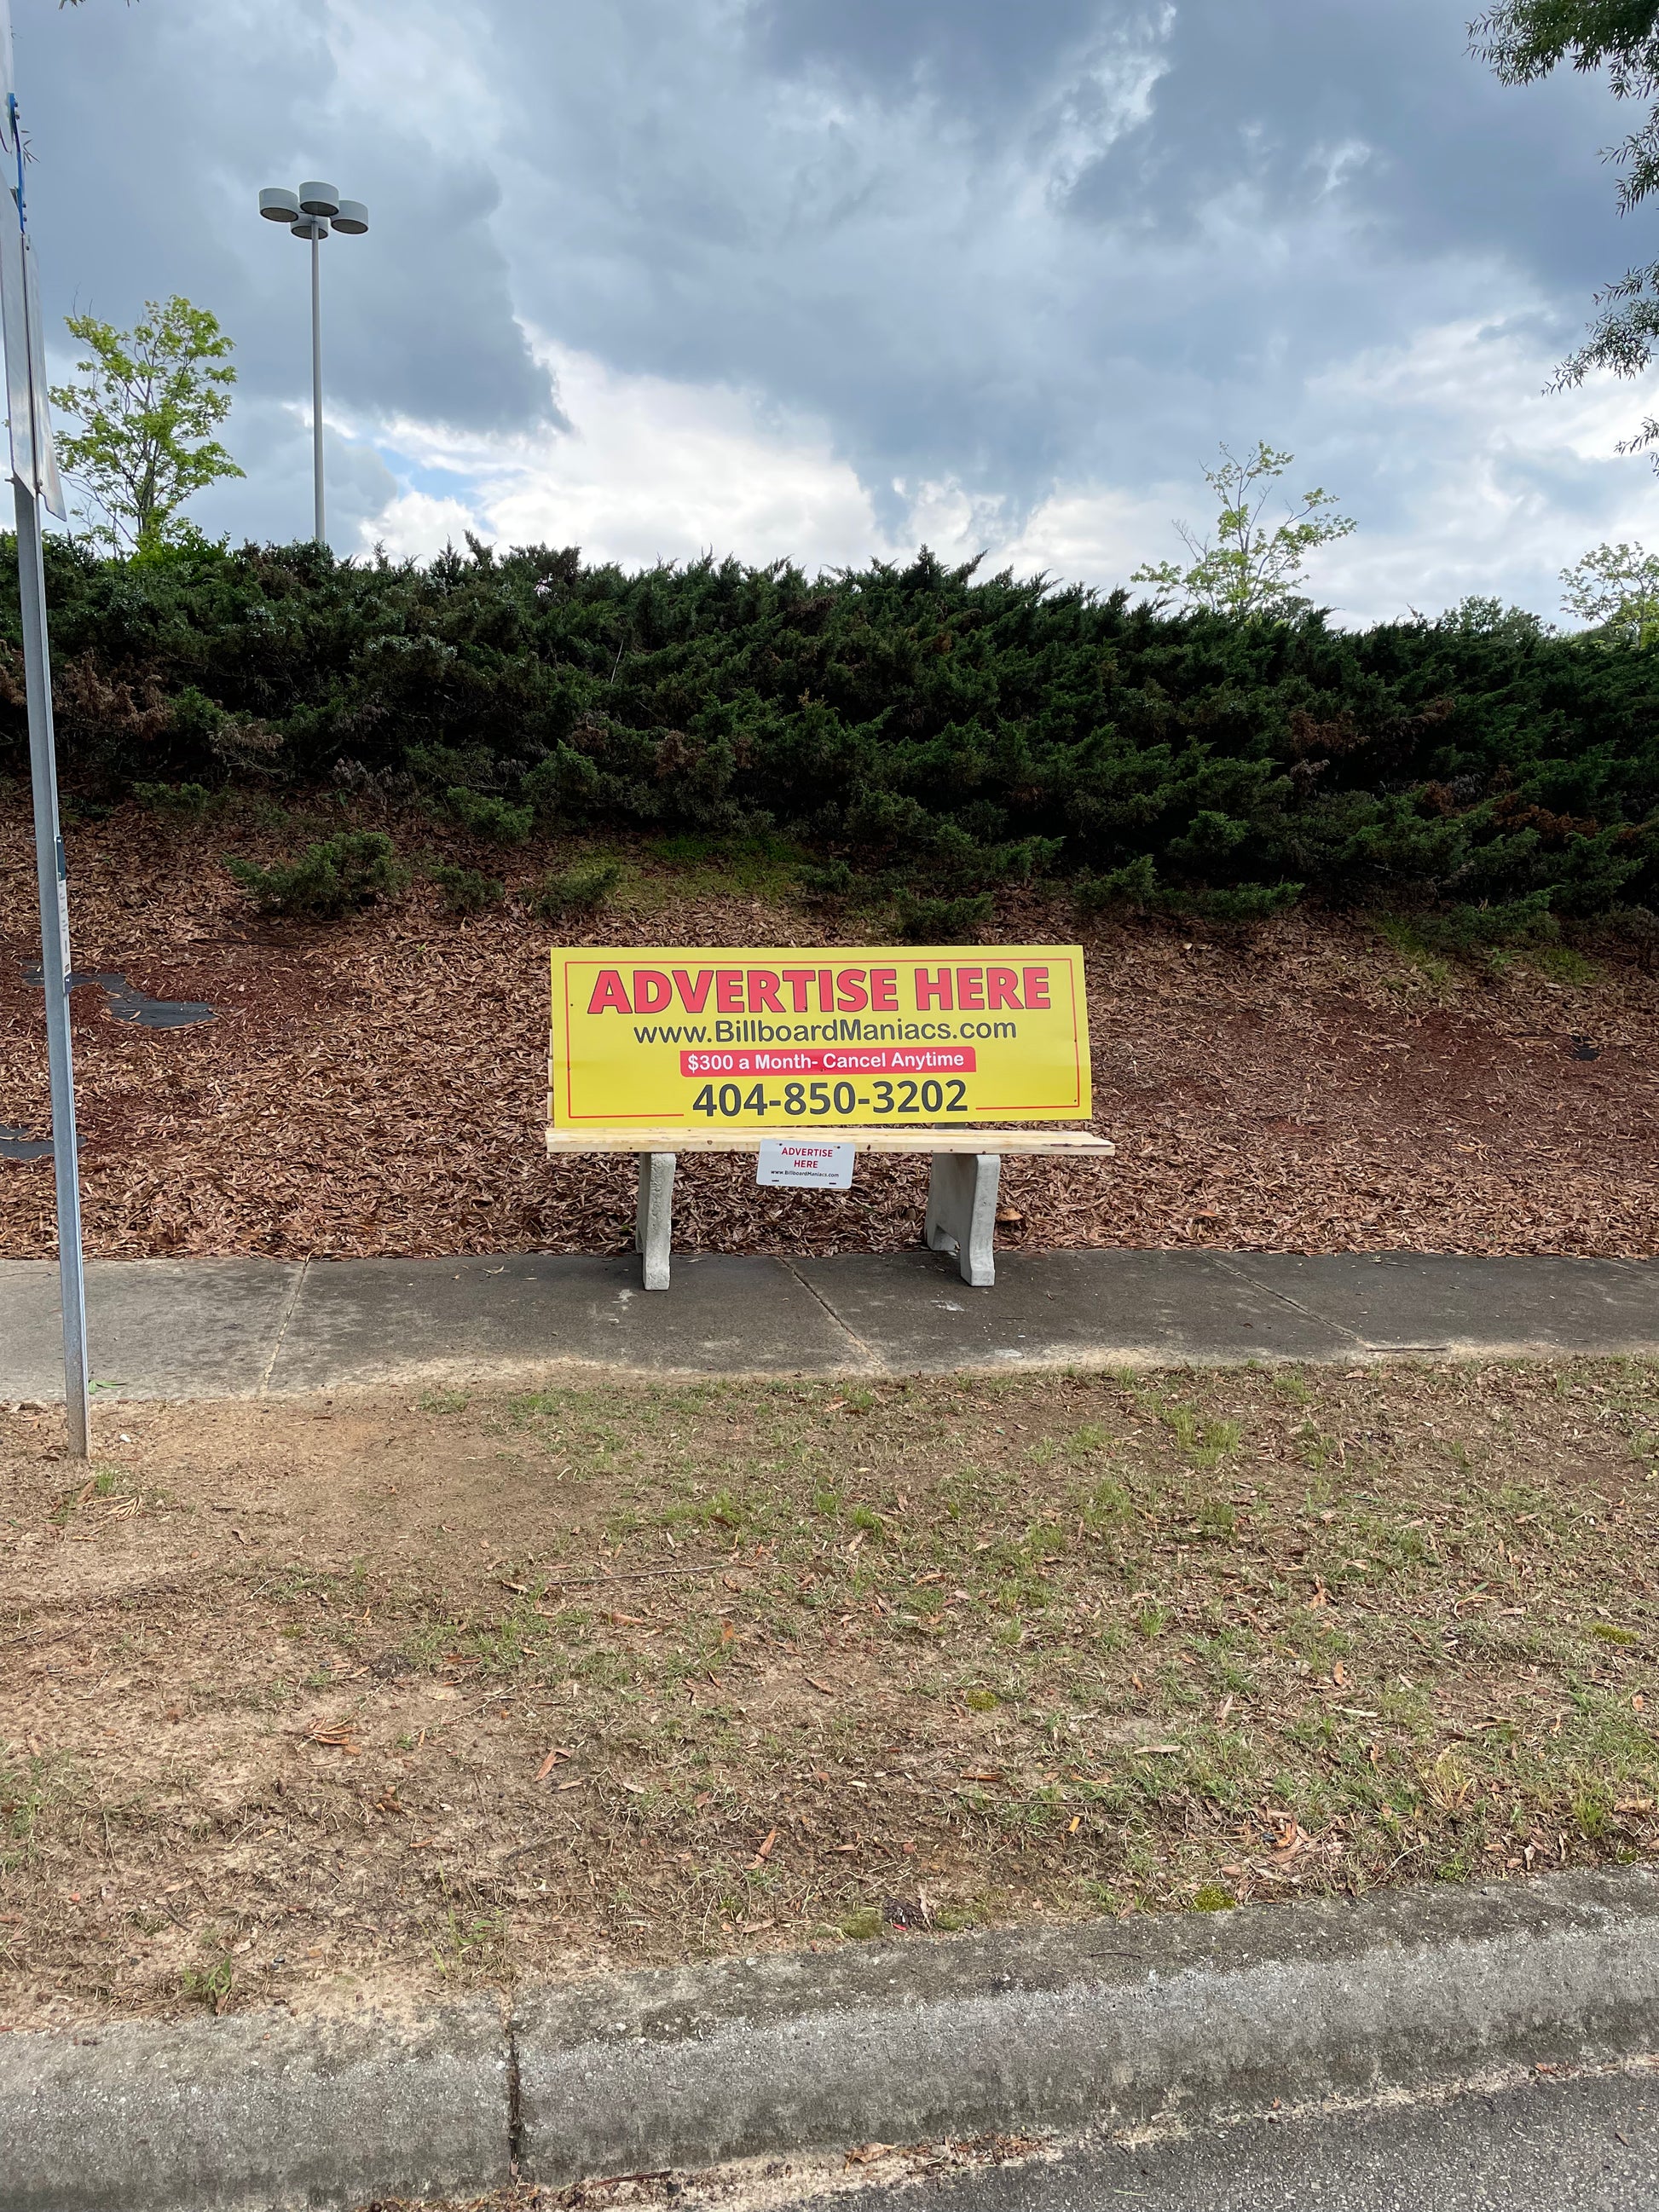 ADVERTISE HERE
www.BillboardManiacs.com
$300 a Month- Cancel Anytime
404-850-3202
ADVERTISE
HERE
www.BillboardManiacs.com